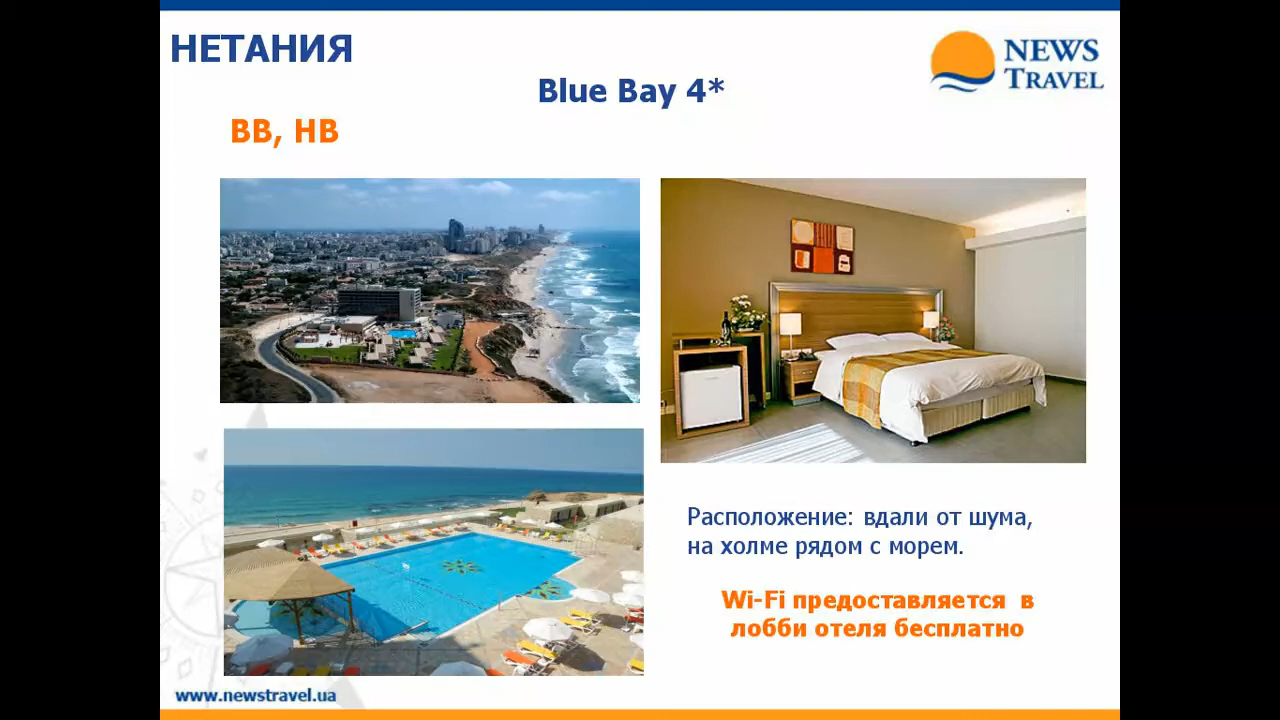 НЕТАНИЯ
NEWS
TRAVEL
Blue Bay 4*
BB, HB
Расположение: вдали от шума,
на холме рядом с морем.
Wi-Fi предоставляется в
лобби отеля бесплатно
www.newstravel.ua